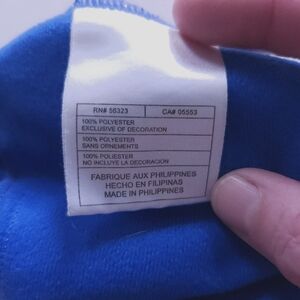 RN# 56323 CA# 05553
100% POLYESTER
EXCLUSIVE OF DECORATION
100% POLYESTER
SANS ORNEMENTS
100% POLIESTER
NO INCLUYE LA DECORACION
FABRIQUE AUX PHILIPPINES
HECHO EN FILIPINAS
MADE IN PHILIPPINES